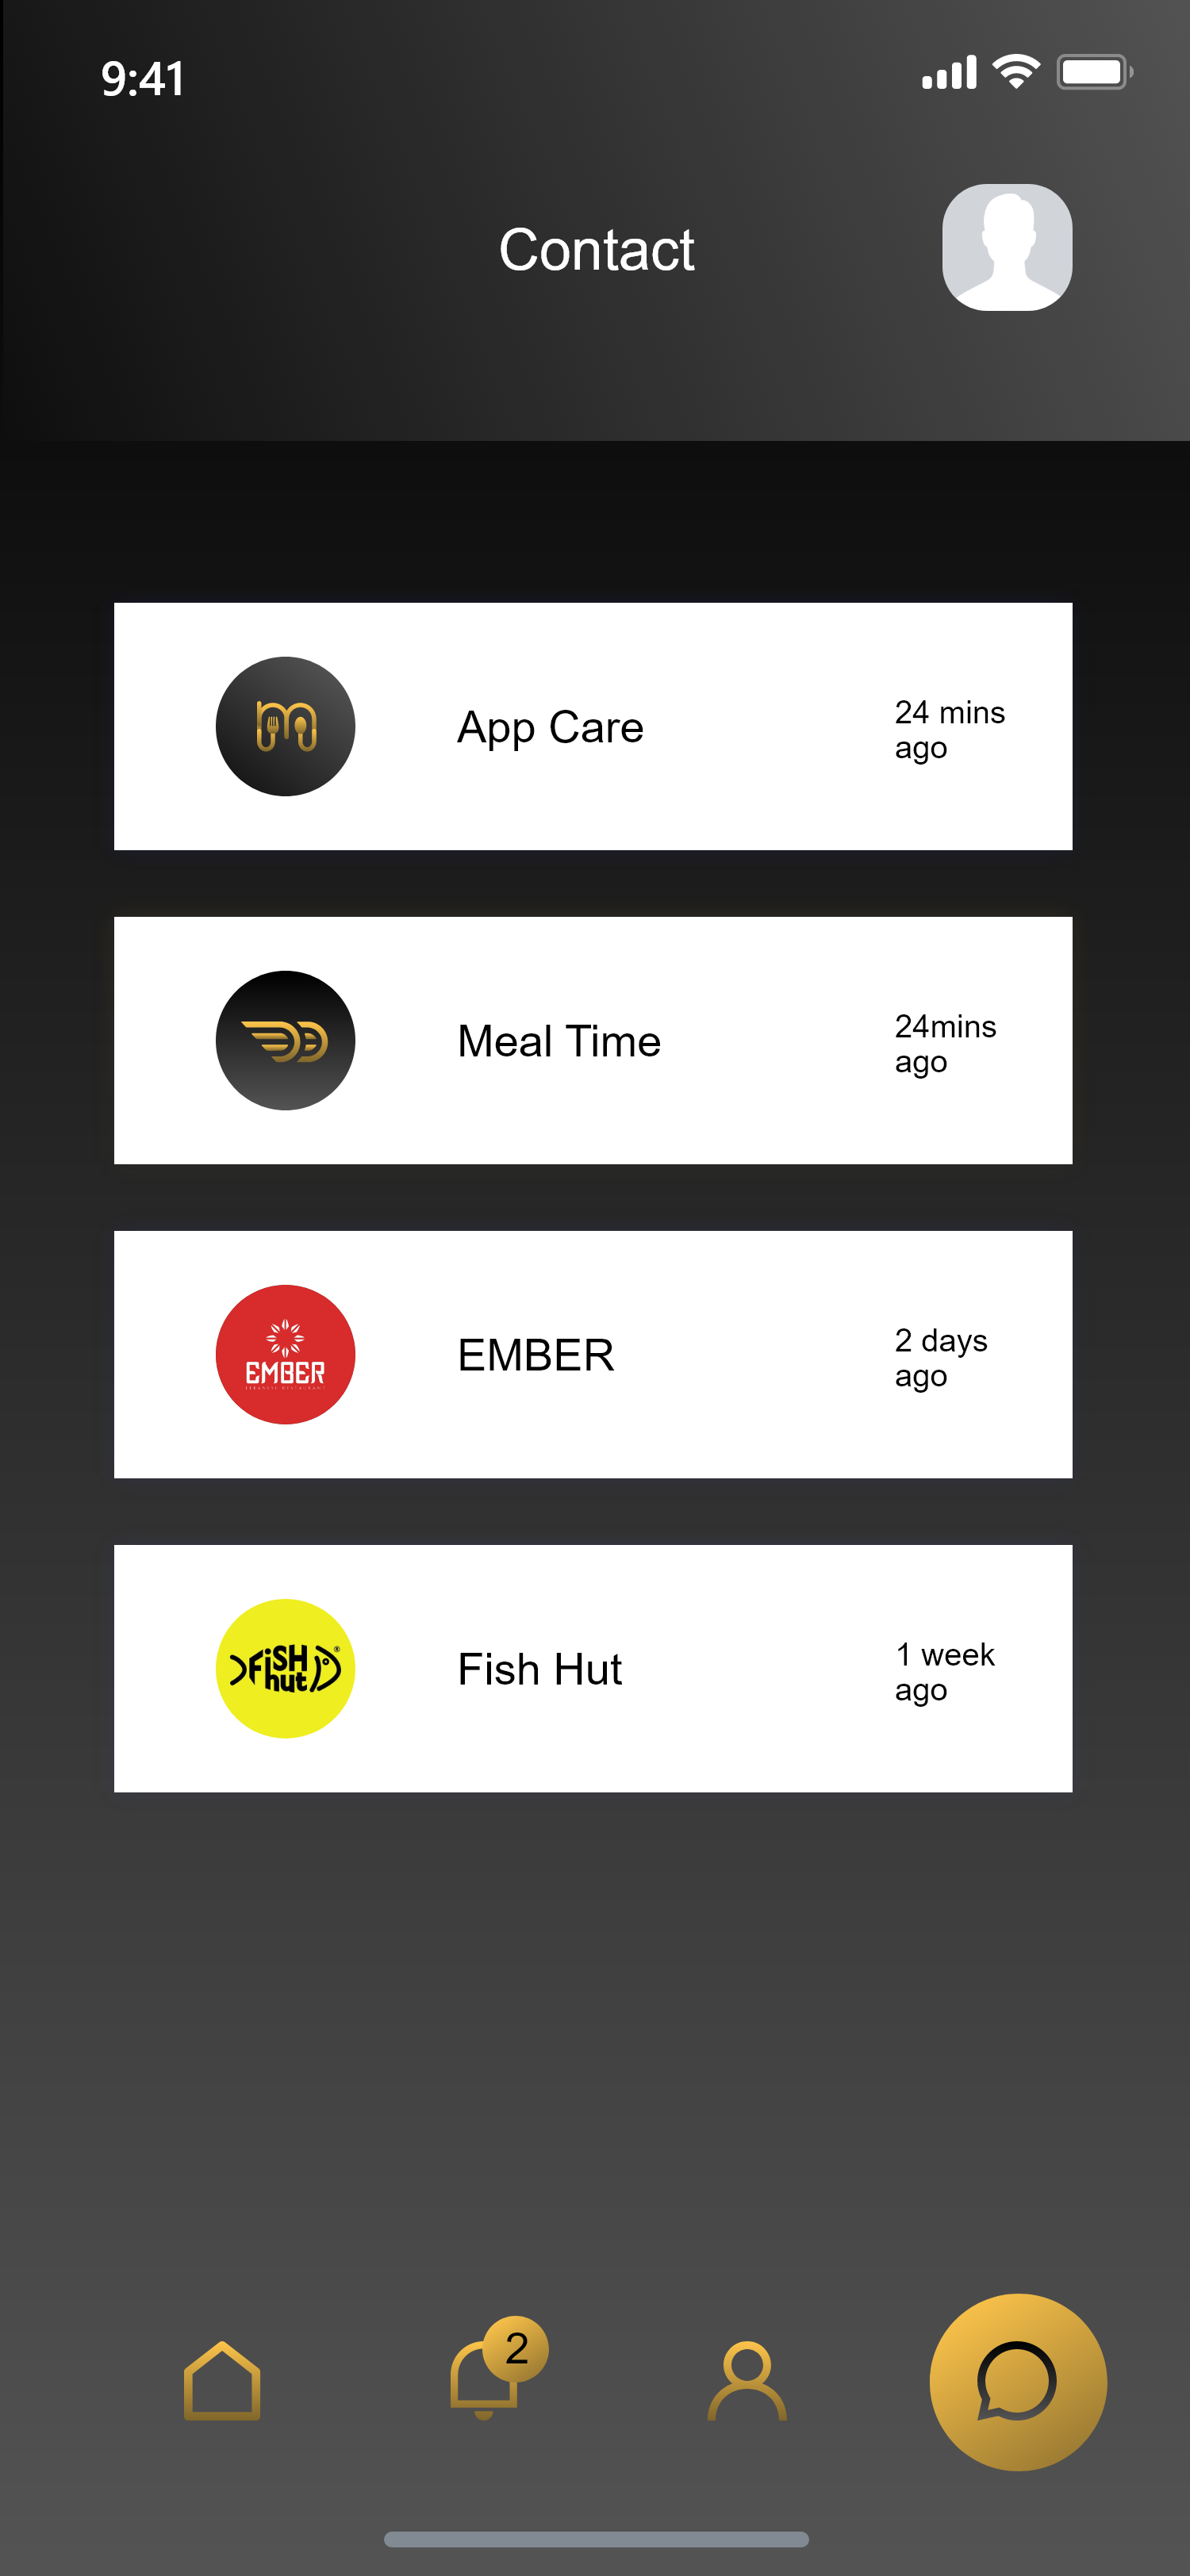 9:41
Contact
App Care
24 mins
ago
Meal Time
24mins
ago
EMBER
EMBER
2 days
ago
FiSH
hut
®
Fish Hut
1 week
ago
2